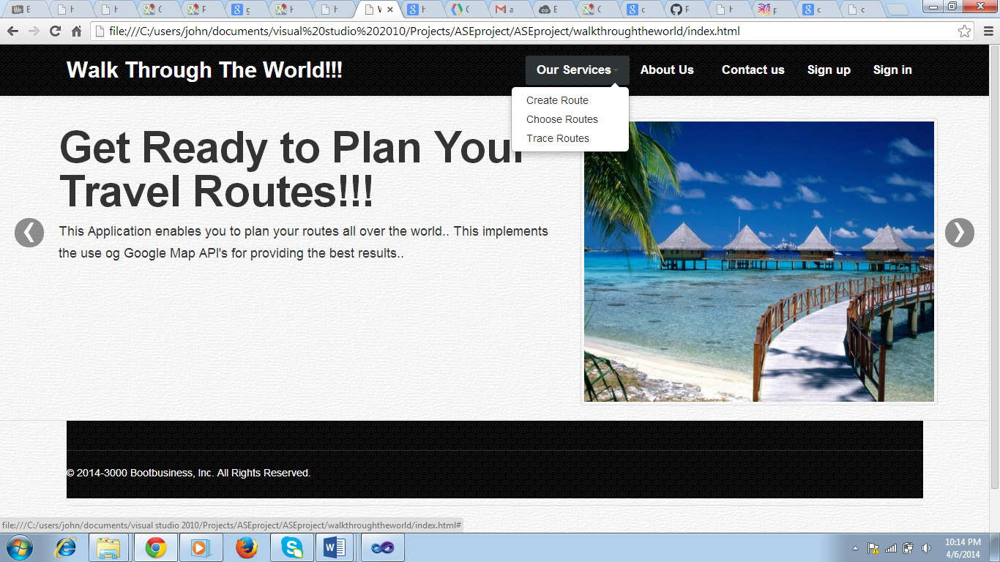 Bb E
G
file:///C:/users/john/documents/visual%20studio%202010/Projects/ASEproject/ASEproject/walkthroughtheworld/index.html
Walk Through The World!!!
Our Services
About Us
Contact us
Sign up
Sign in
Create Route
Choose Routes
Trace Routes
Get Ready to Plan Your
Travel Routes!!!
This Application enables you to plan your routes all over the world.. This implements
the use og Google Map API's for providing the best results..
© 2014-3000 Bootbusiness, Inc. All Rights Reserved.
file:///C:/users/john/documents/visual studio 2010/Projects/ASEproject/ASEproject/walkthroughtheworld/index.html#
10:14 PM
4/6/2014